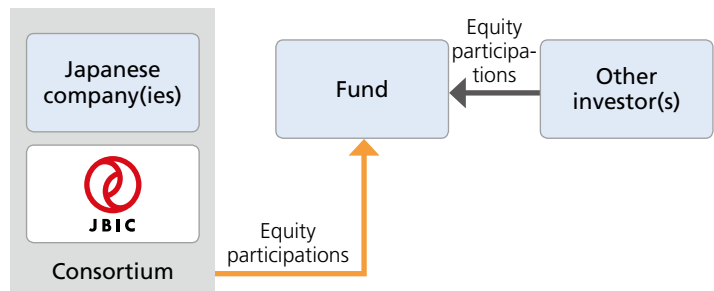 Japanese
company(ies)
JBIC
Consortium
Equity
participations
Fund
Equity
participa-
tions
Other
investor(s)